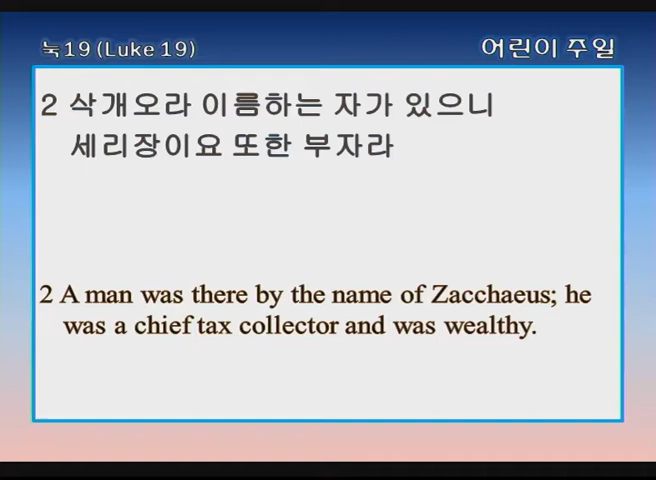 눅19 (Luke 19)
어린이 주일
2 삭개오라 이름하는 자가 있으니
세리장이요 또한 부자라
2 A man was there by the name of Zacchaeus; he
was a chief tax collector and was wealthy.